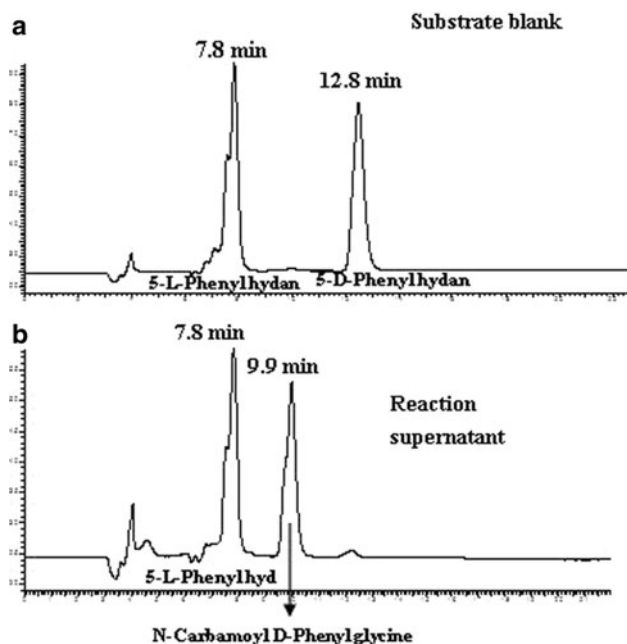 a
Substrate blank
7.8 min
12.8 min
5-L-Phenylhydan
5-D-Phenylhydan
b
7.8 min
9.9 min
Reaction
supernatant
5-L-Phenylhyd
N-Carbamoyl D-Phenylglycine